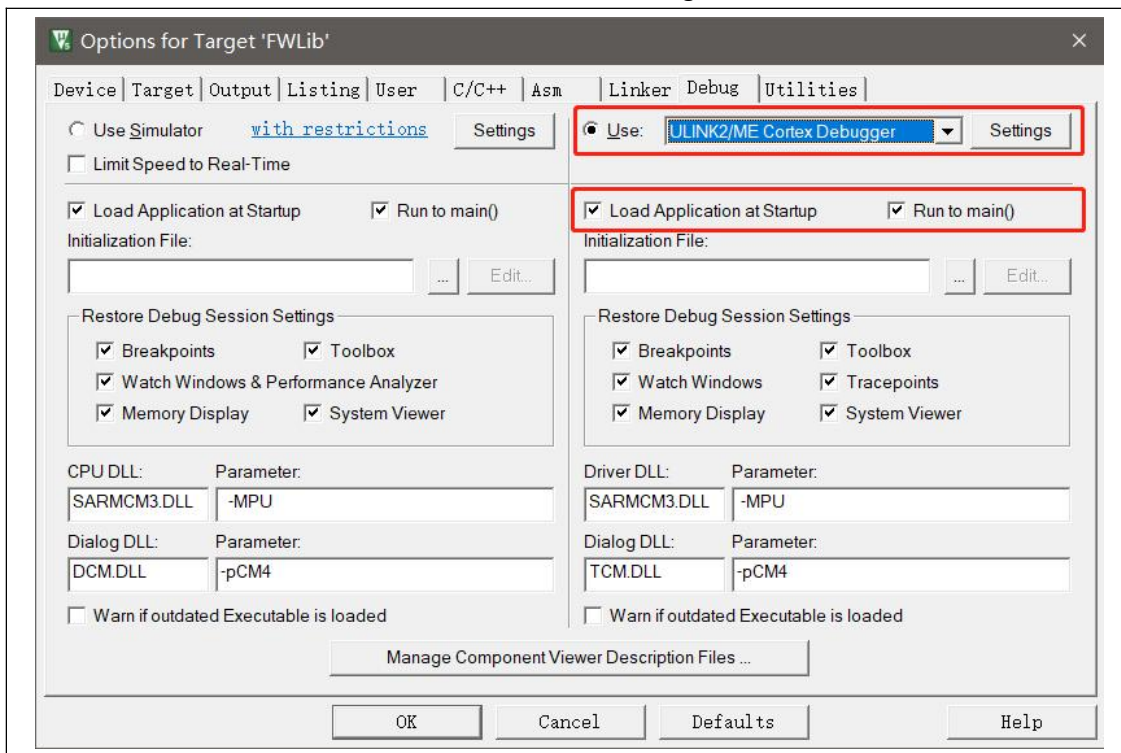 Options for Target 'FWLib'
Device Target Output Listing User C/C++ Asm Linker Debug Utilities
Use Simulator with restrictions Settings Use: ULINK2/ME Cortex Debugger Settings
Limit Speed to Real-Time
Load Application at Startup Run to main() Load Application at Startup Run to main()
Initialization File: Initialization File:
... Edit... ... Edit...
Restore Debug Session Settings Restore Debug Session Settings
Breakpoints Toolbox Breakpoints Toolbox
Watch Windows & Performance Analyzer Watch Windows Tracepoints
Memory Display System Viewer Memory Display System Viewer
CPU DLL: Parameter: Driver DLL: Parameter:
SARMCM3.DLL -MPU SARMCM3.DLL -MPU
Dialog DLL: Parameter: Dialog DLL: Parameter:
DCM.DLL -pCM4 TCM.DLL -pCM4
Warn if outdated Executable is loaded Warn if outdated Executable is loaded
Manage Component Viewer Description Files ...
OK Cancel Defaults Help